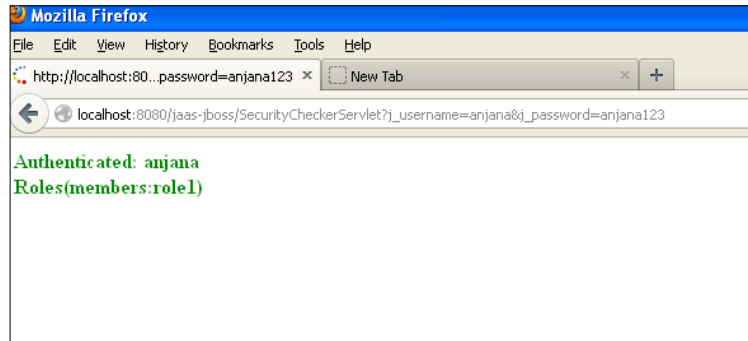 Mozilla Firefox
File Edit View History Bookmarks Tools Help
http://localhost:80...password=anjana123 × New Tab × +
localhost:8080/jaas-jboss/SecurityCheckerServlet?j_username=anjana&j_password=anjana123
Authenticated: anjana
Roles(members:role1)